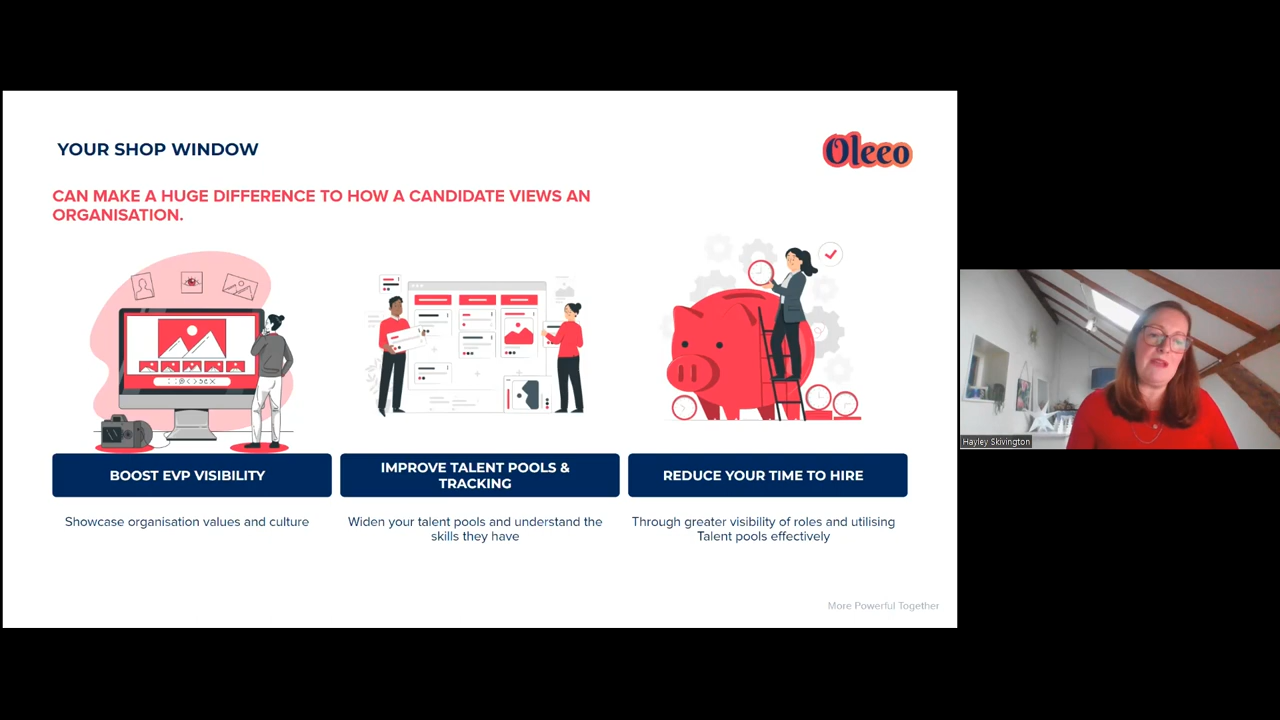 YOUR SHOP WINDOW
Oleeo
CAN MAKE A HUGE DIFFERENCE TO HOW A CANDIDATE VIEWS AN
ORGANISATION.
BOOST EVP VISIBILITY
Showcase organisation values and culture
IMPROVE TALENT POOLS &
TRACKING
Widen your talent pools and understand the
skills they have
REDUCE YOUR TIME TO HIRE
Through greater visibility of roles and utilising
Talent pools effectively
More Powerful Together
Hayley Skivington